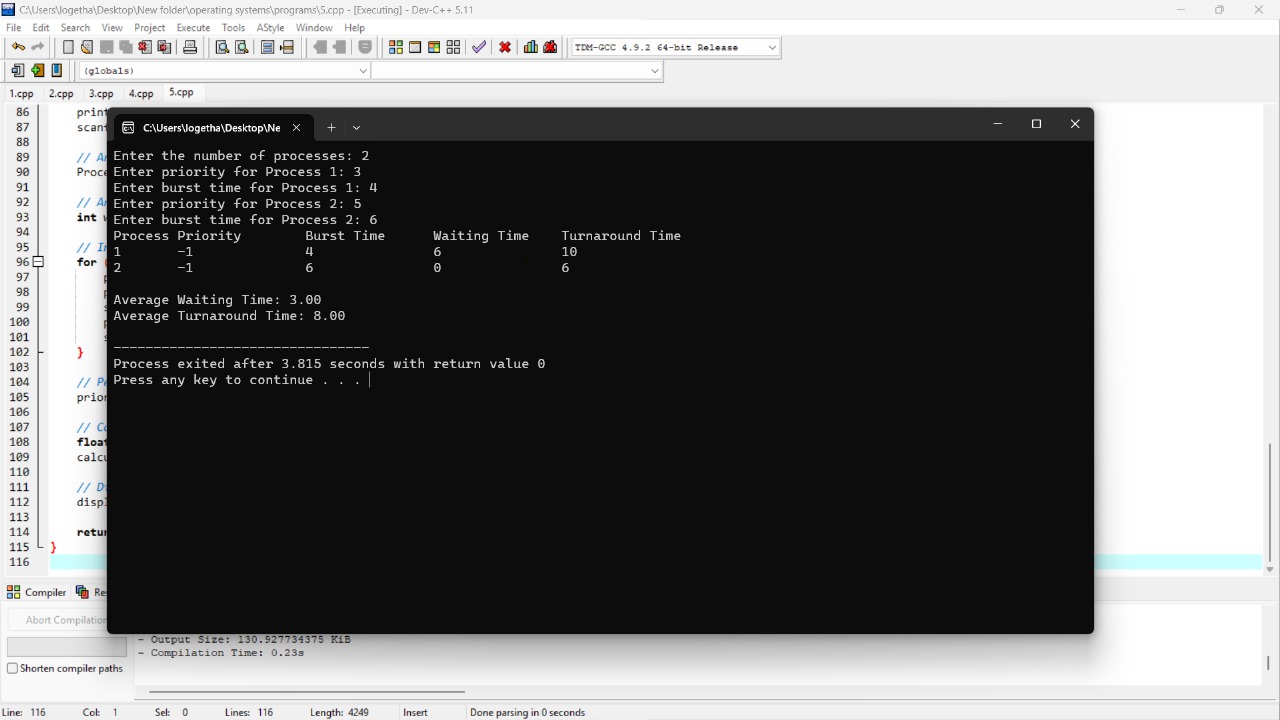 C:\Users\logetha\Desktop\New folder\operating systems\programs\5.cpp - [Executing] - Dev-C++ 5.11
File Edit Search View Project Execute Tools AStyle Window Help
TDM-GCC 4.9.2 64-bit Release
(globals)
1.cpp 2.cpp 3.cpp 4.cpp 5.cpp
C:\Users\logetha\Desktop\Ne
86 print
87 scanf
88
89 // Ar
90 Proce
91
92 // Ar
93 int w
94
95 // In
96 for (
97 p
98 p
99 s
100 p
101 s
102 }
103
104 // Pe
105 prior
106
107 // Ca
108 float
109 calcu
110
111 // Di
112 displ
113
114 retur
115 }
116
Enter the number of processes: 2
Enter priority for Process 1: 3
Enter burst time for Process 1: 4
Enter priority for Process 2: 5
Enter burst time for Process 2: 6
Process Priority Burst Time Waiting Time Turnaround Time
1 -1 4 6 10
2 -1 6 0 6
Average Waiting Time: 3.00
Average Turnaround Time: 8.00
--------------------------------
Process exited after 3.815 seconds with return value 0
Press any key to continue . . .
Compiler Res
Abort Compilation
Shorten compiler paths
- Output Size: 130.927734375 KiB
- Compilation Time: 0.23s
Line: 116 Col: 1 Sel: 0 Lines: 116 Length: 4249 Insert Done parsing in 0 seconds